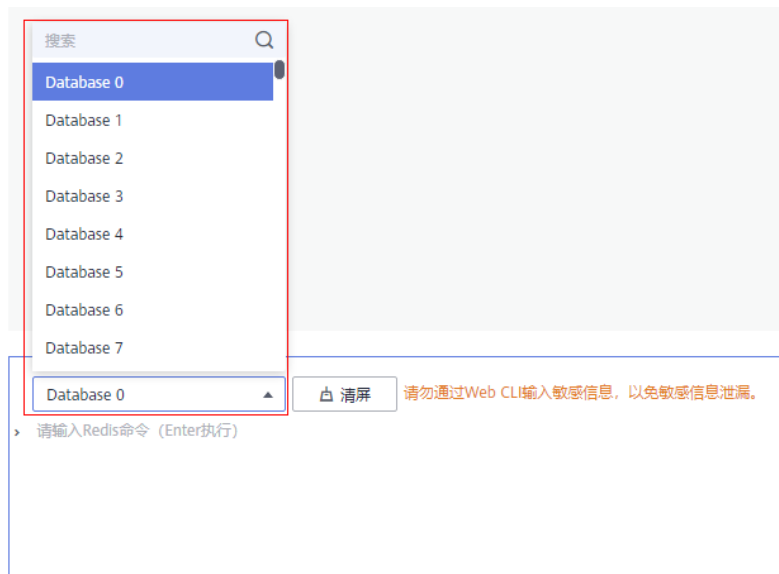 搜索
Database 0
Database 1
Database 2
Database 3
Database 4
Database 5
Database 6
Database 7
Database 0 清屏 请勿通过Web CLI输入敏感信息，以免敏感信息泄漏。
请输入Redis命令（Enter执行）